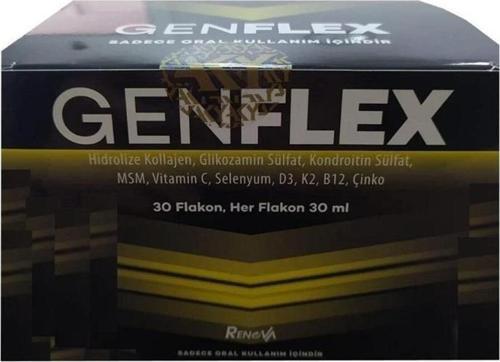 GENFLEX
SADECE ORAL KULLANIM İÇİNDİR
GENFLEX
Hidrolize Kollajen, Glikozamin Sülfat, Kondroitin Sülfat,
MSM, Vitamin C, Selenyum, D3, K2, B12, Çinko
30 Flakon, Her Flakon 30 ml
RENOVA
SADECE ORAL KULLANIM İÇİNDİR